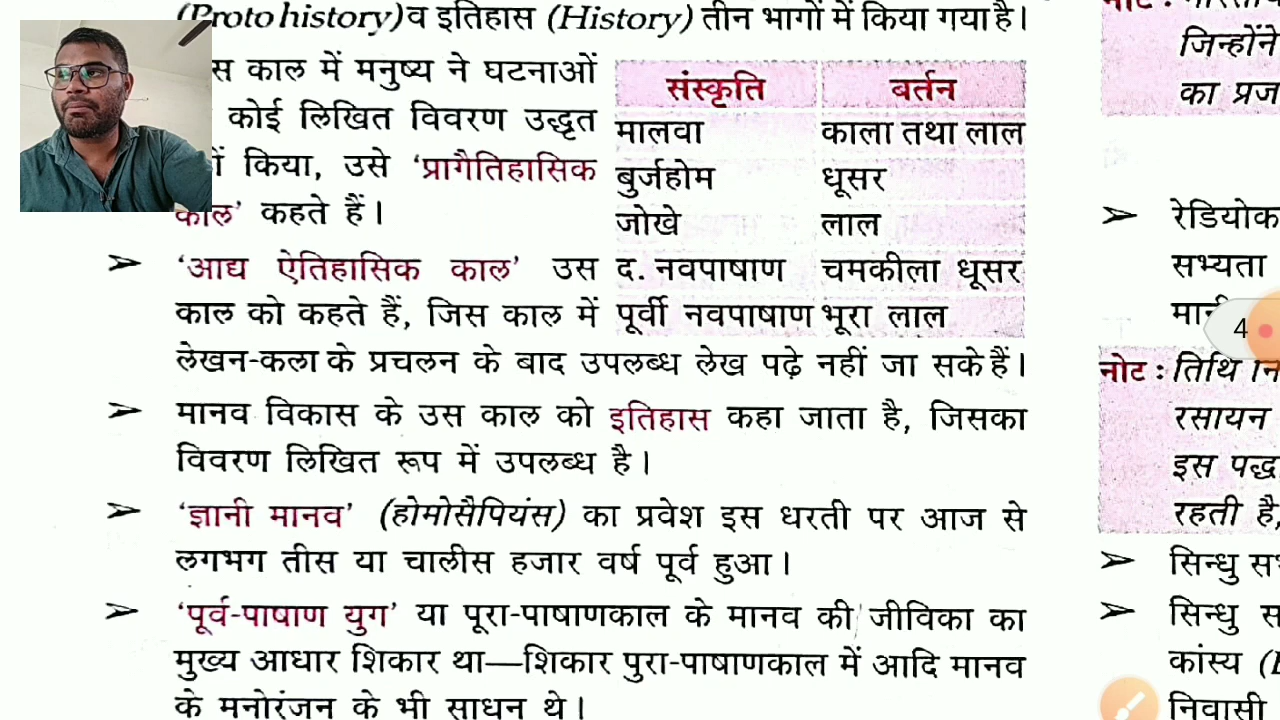 (Proto history) व इतिहास (History) तीन भागों में किया गया है।
स काल में मनुष्य ने घटनाओं
कोई लिखित विवरण उद्धृत
किया, उसे ‘प्रागैतिहासिक
काल’ कहते हैं।
संस्कृति बर्तन
मालवा काला तथा लाल
बुर्जहोम धूसर
जोखे लाल
द. नवपाषाण चमकीला धूसर
पूर्वी नवपाषाण भूरा लाल
➢ ‘आद्य ऐतिहासिक काल’ उस
काल को कहते हैं, जिस काल में
लेखन-कला के प्रचलन के बाद उपलब्ध लेख पढ़े नहीं जा सके हैं।
➢ मानव विकास के उस काल को इतिहास कहा जाता है, जिसका
विवरण लिखित रूप में उपलब्ध है।
➢ ‘ज्ञानी मानव’ (होमोसैपियंस) का प्रवेश इस धरती पर आज से
लगभग तीस या चालीस हजार वर्ष पूर्व हुआ।
➢ ‘पूर्व-पाषाण युग’ या पूरा-पाषाणकाल के मानव की जीविका का
मुख्य आधार शिकार था—शिकार पुरा-पाषाणकाल में आदि मानव
के मनोरंजन के भी साधन थे।
जिन्होंने
का प्रज
➢ रेडियोक
सभ्यता
4
नोट : तिथि नि
रसायन
इस पद्ध
रहती है,
➢ सिन्धु सभ
➢ सिन्धु स
कांस्य
निवासी